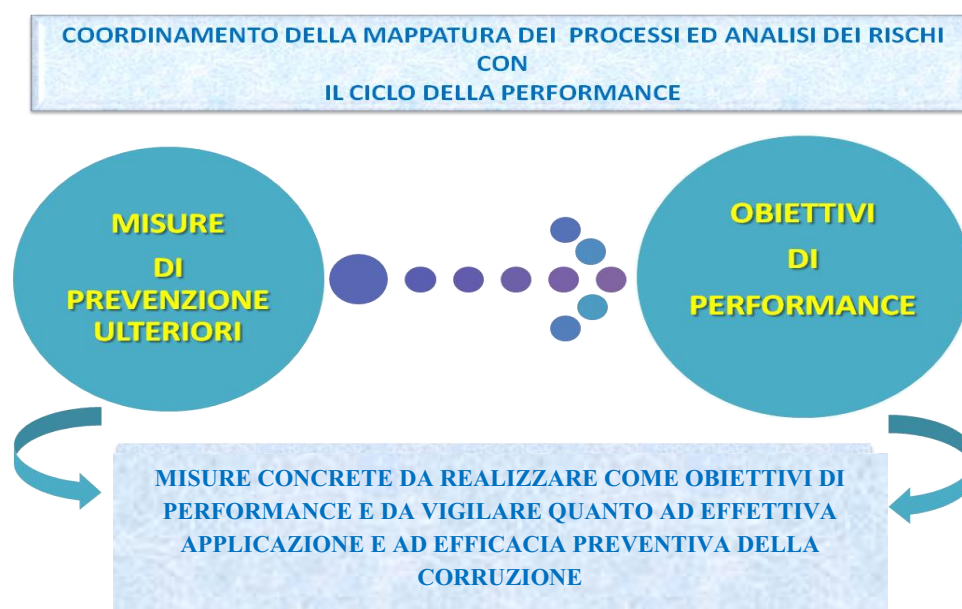 COORDINAMENTO DELLA MAPPATURA DEI PROCESSI ED ANALISI DEI RISCHI
CON
IL CICLO DELLA PERFORMANCE
MISURE
DI
PREVENZIONE
ULTERIORI
OBIETTIVI
DI
PERFORMANCE
MISURE CONCRETE DA REALIZZARE COME OBIETTIVI DI
PERFORMANCE E DA VIGILARE QUANTO AD EFFETTIVA
APPLICAZIONE E AD EFFICACIA PREVENTIVA DELLA
CORRUZIONE